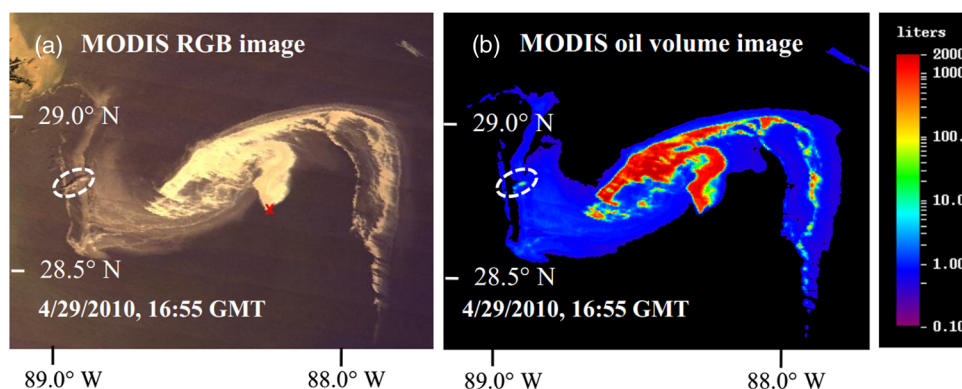 (a) MODIS RGB image
29.0° N
x
28.5° N
4/29/2010, 16:55 GMT
89.0° W
88.0° W
(b) MODIS oil volume image
29.0° N
28.5° N
4/29/2010, 16:55 GMT
89.0° W
88.0° W
liters
2000
1000
100.
10.0
1.00
0.10